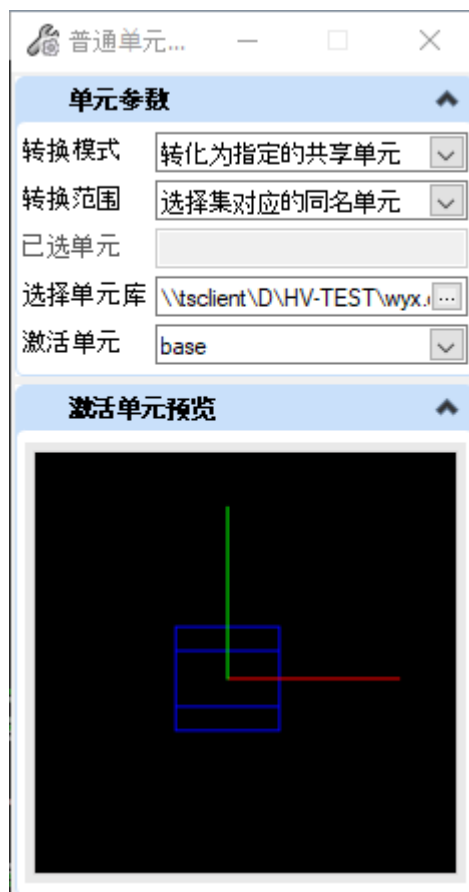 普通单元...
单元参数
转换模式 转化为指定的共享单元
转换范围 选择集对应的同名单元
已选单元
选择单元库 \\tsclient\D\HV-TEST\wyx. ...
激活单元 base
激活单元预览